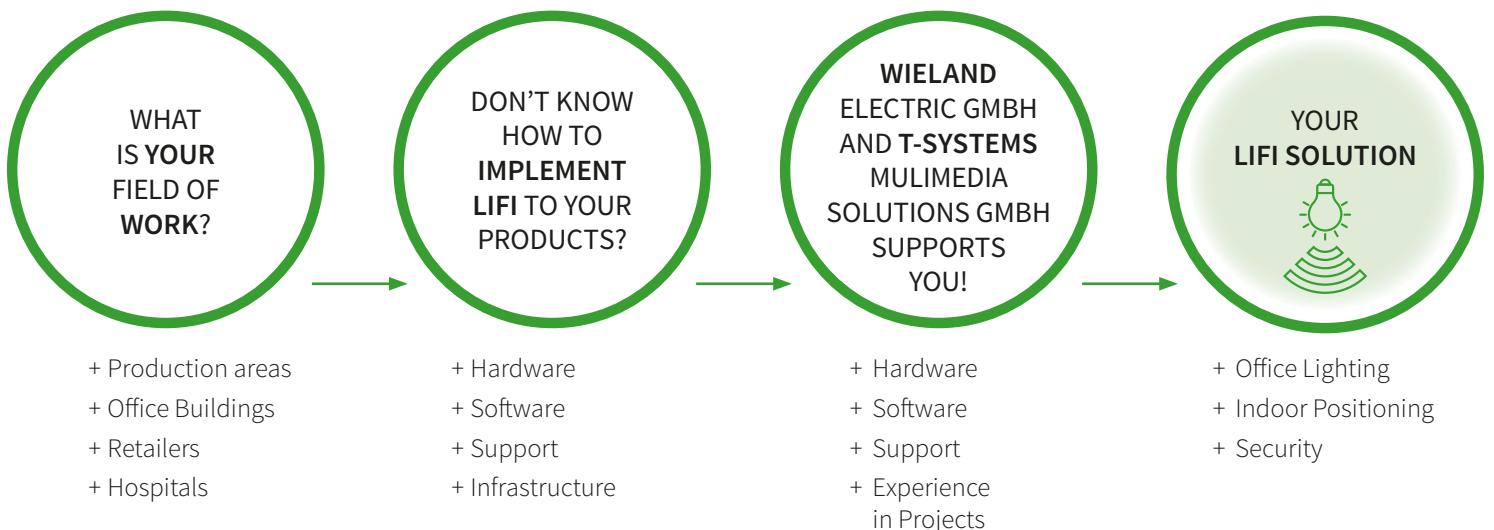 WHAT
IS YOUR
FIELD OF
WORK?
+ Production areas
+ Office Buildings
+ Retailers
+ Hospitals
DON’T KNOW
HOW TO
IMPLEMENT
LIFI TO YOUR
PRODUCTS?
+ Hardware
+ Software
+ Support
+ Infrastructure
WIELAND
ELECTRIC GMBH
AND T-SYSTEMS
MULIMEDIA
SOLUTIONS GMBH
SUPPORTS
YOU!
+ Hardware
+ Software
+ Support
+ Experience
in Projects
YOUR
LIFI SOLUTION
+ Office Lighting
+ Indoor Positioning
+ Security